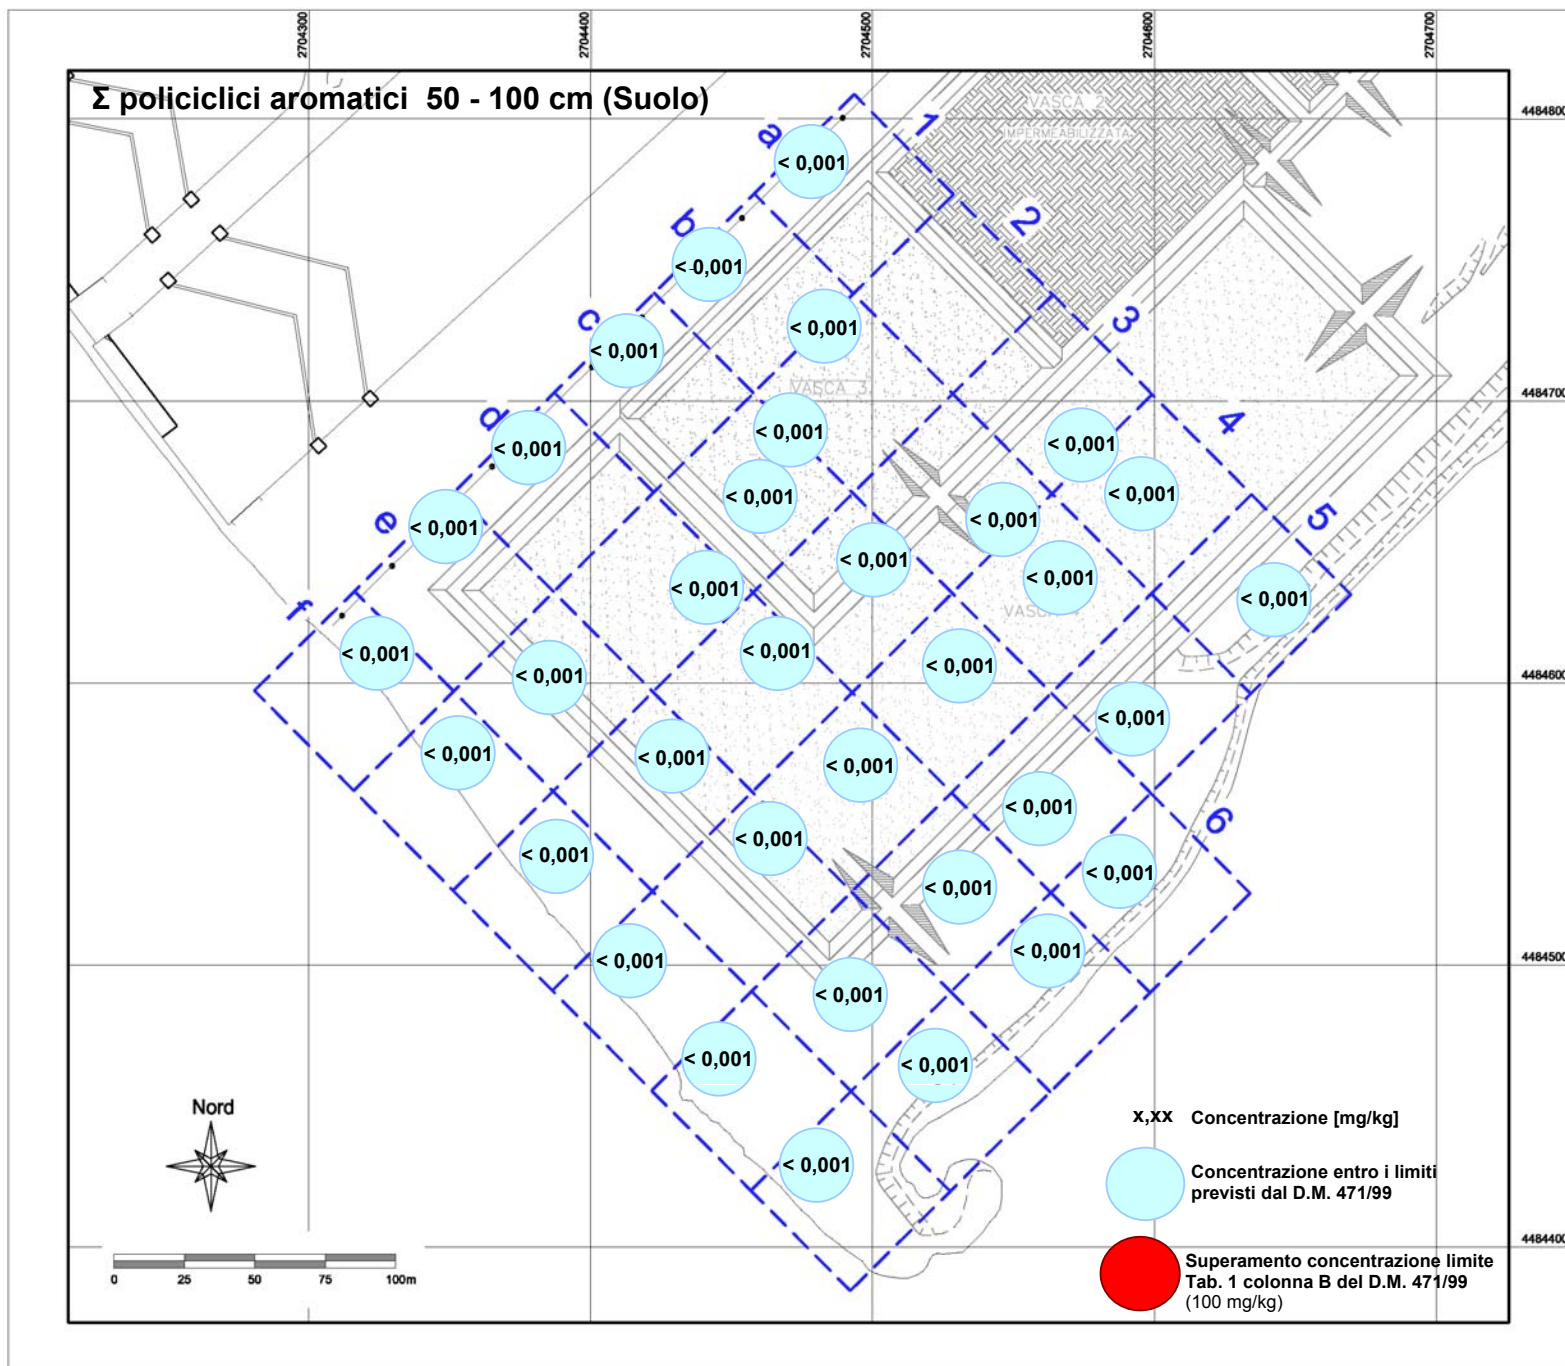 2704300
2704400
2704500
2704600
2704700
Σ policiclici aromatici 50 - 100 cm (Suolo)
VASCA 2
IMPERMEABILIZZATA
4484800
a
1
< 0,001
b
2
< 0,001
c
3
< 0,001
< 0,001
VASCA 3
4484700
d
4
< 0,001
< 0,001
< 0,001
< 0,001
< 0,001
e
5
< 0,001
< 0,001
< 0,001
< 0,001
< 0,001
f
< 0,001
< 0,001
< 0,001
< 0,001
< 0,001
< 0,001
4484600
< 0,001
< 0,001
< 0,001
< 0,001
< 0,001
6
< 0,001
< 0,001
< 0,001
< 0,001
< 0,001
4484500
< 0,001
< 0,001
< 0,001
< 0,001
< 0,001
< 0,001
Nord
0 25 50 75 100m
x,xx Concentrazione [mg/kg]
Concentrazione entro i limiti
previsti dal D.M. 471/99
4484400
Superamento concentrazione limite
Tab. 1 colonna B del D.M. 471/99
(100 mg/kg)